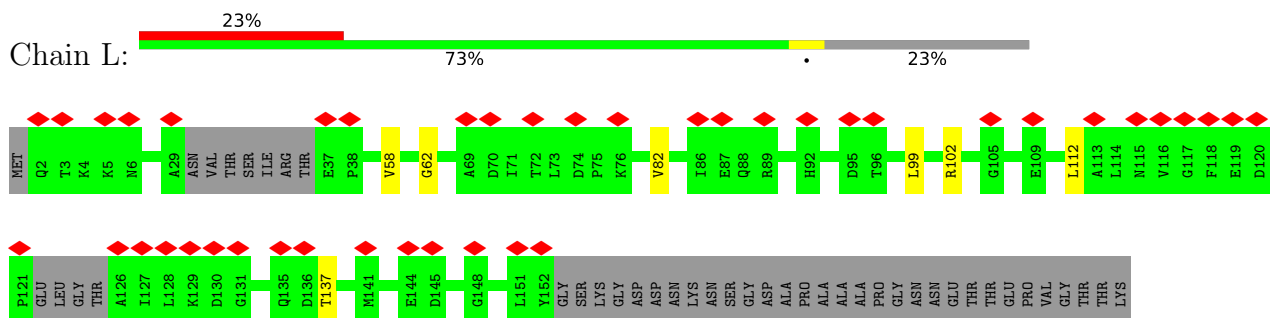 23%
Chain L:
73% • 23%
MET Q2 T3 K4 K5 N6 A29 ASN VAL THR SER ILE ARG THR E37 P38 V58 G62 A69 D70 I71 T72 L73 D74 P75 K76 V82 I86 E87 Q88 R89 H92 D95 T96 L99 R102 G105 E109 L112 A113 L114 N115 V116 G117 F118 E119 D120
P121 GLU LEU GLY THR A126 I127 L128 K129 D130 G131 Q135 D136 T137 M141 E144 D145 G148 L151 Y152 GLY SER LYS GLY ASP ASP ASN LYS ASN SER GLY ASP ALA PRO ALA ALA ALA PRO GLY ASN ASN GLU THR THR GLU PRO VAL GLY THR THR LYS